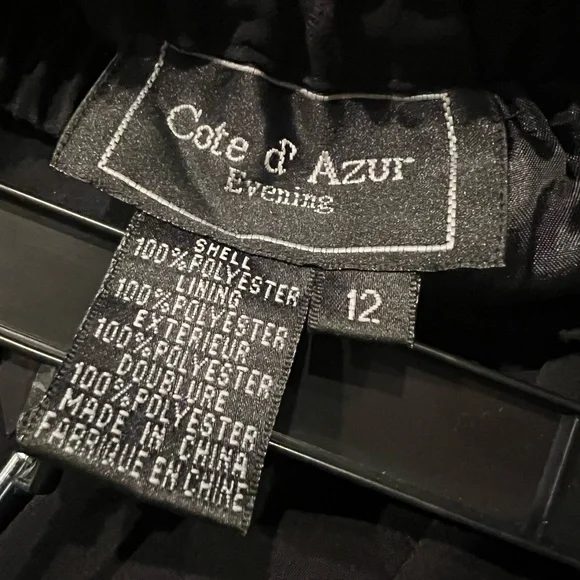 Cote d' Azur
Evening
SHELL
100%POLYESTER
LINING
100%POLYESTER
EXTERIEUR
100%POLYESTER
DOUBLURE
100%POLYESTER
MADE IN CHINA
FABRIQUE EN CHINE
12